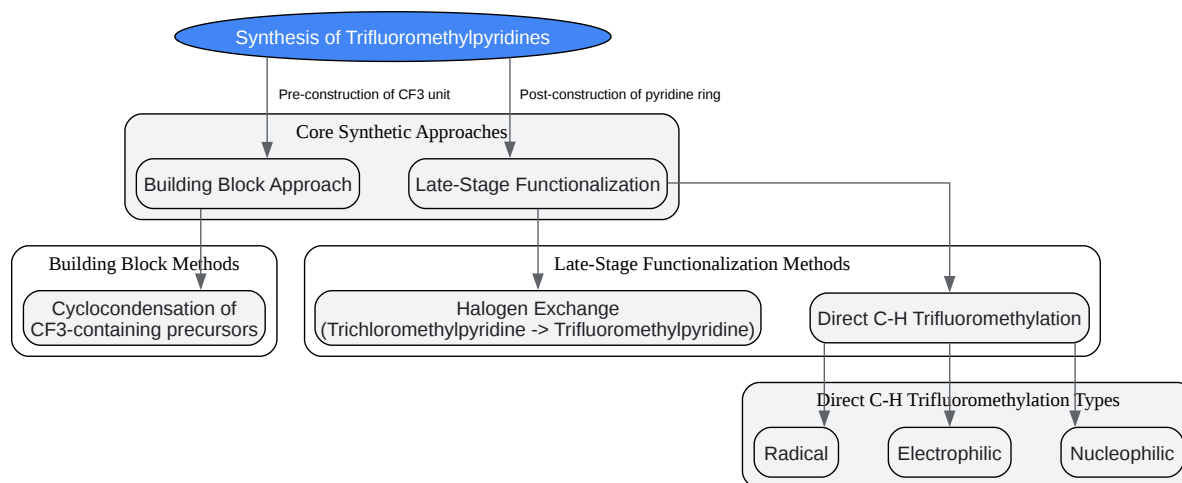 Synthesis of Trifluoromethylpyridines
Pre-construction of CF3 unit
Post-construction of pyridine ring
Core Synthetic Approaches
Building Block Approach
Late-Stage Functionalization
Building Block Methods
Late-Stage Functionalization Methods
Cyclocondensation of
CF3-containing precursors
Halogen Exchange
(Trichloromethylpyridine -> Trifluoromethylpyridine)
Direct C-H Trifluoromethylation
Direct C-H Trifluoromethylation Types
Radical
Electrophilic
Nucleophilic